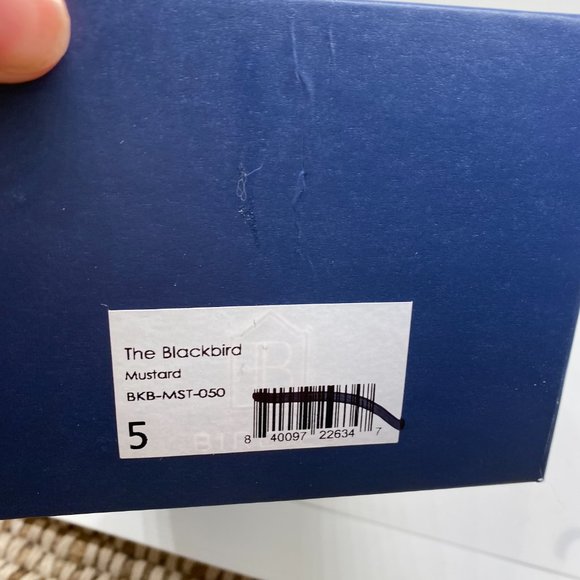 The Blackbird
Mustard
BKB-MST-050
5
8 40097 22634 7